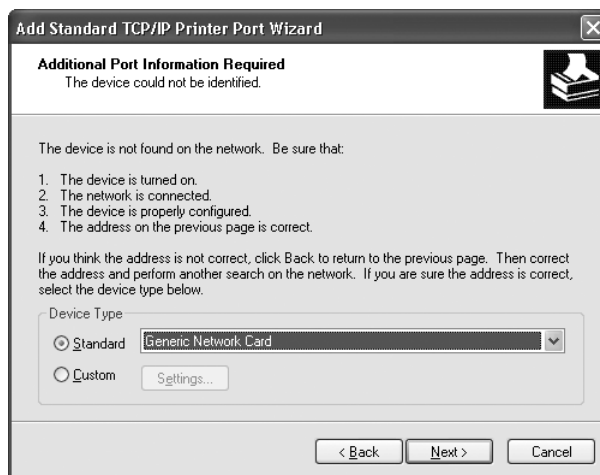 Add Standard TCP/IP Printer Port Wizard
Additional Port Information Required
The device could not be identified.
The device is not found on the network. Be sure that:
1. The device is turned on.
2. The network is connected.
3. The device is properly configured.
4. The address on the previous page is correct.
If you think the address is not correct, click Back to return to the previous page. Then correct
the address and perform another search on the network. If you are sure the address is correct,
select the device type below.
Device Type
Standard
Generic Network Card
Custom
Settings...
< Back
Next >
Cancel